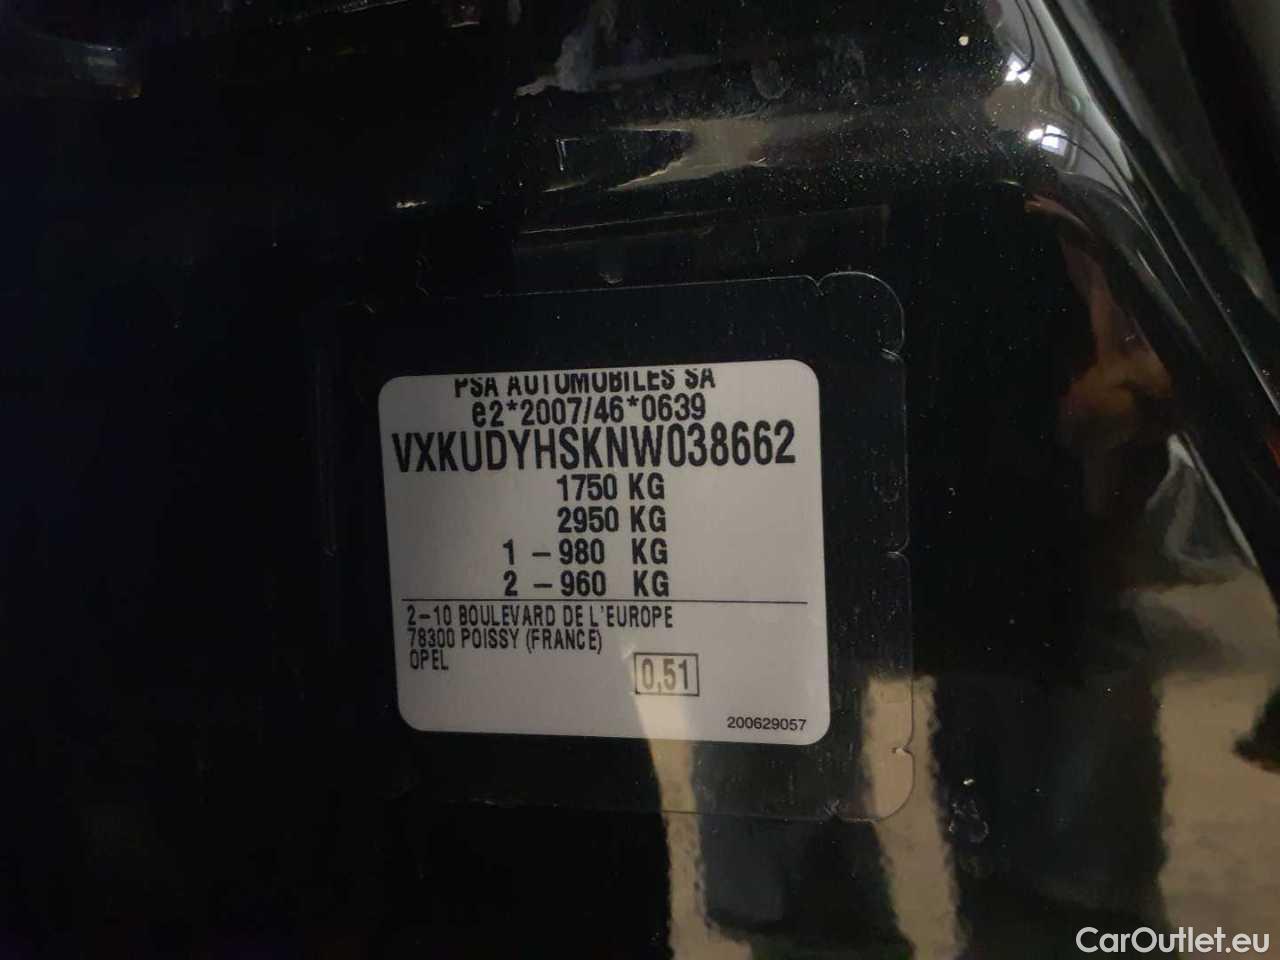 PSA AUTOMOBILES SA
e2*2007/46*0639
VXKUDYHSKNW038662
1750 KG
2950 KG
1 – 980 KG
2 – 960 KG
2–10 BOULEVARD DE L'EUROPE
78300 POISSY (FRANCE)
OPEL
0,51
200629057
CarOutlet.eu